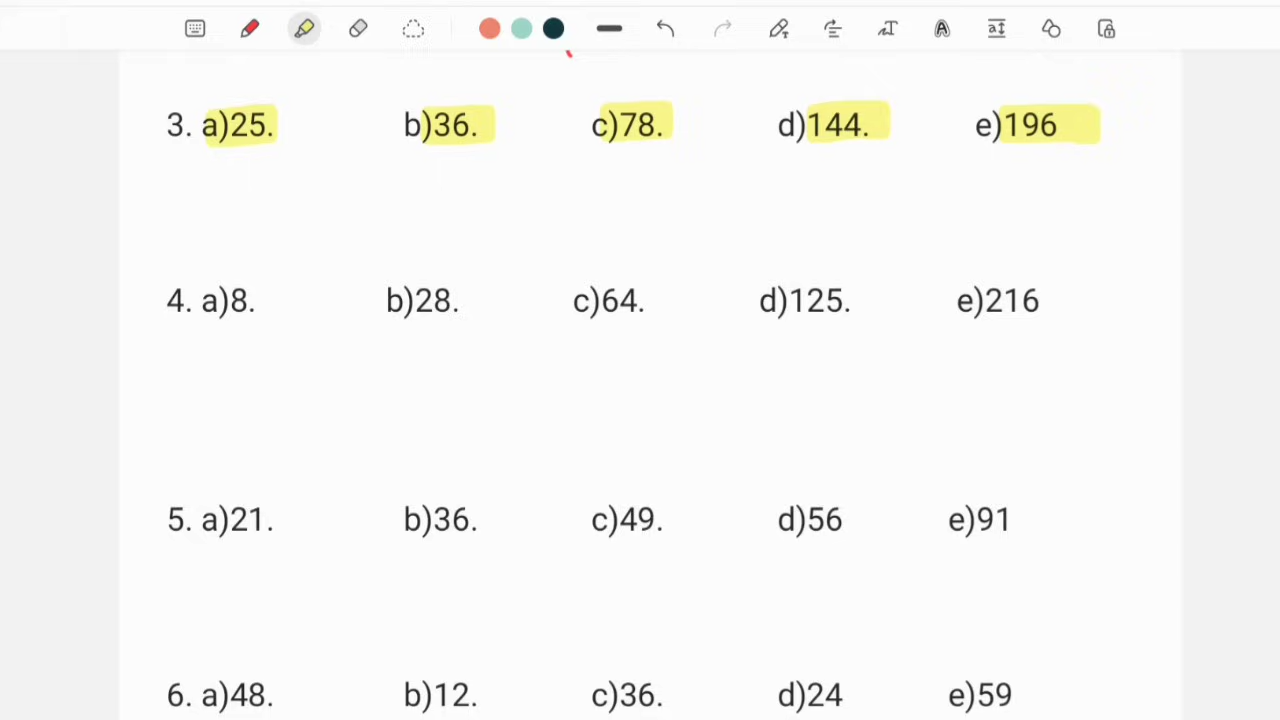 3. a)25. b)36. c)78. d)144. e)196
4. a)8. b)28. c)64. d)125. e)216
5. a)21. b)36. c)49. d)56 e)91
6. a)48. b)12. c)36. d)24 e)59